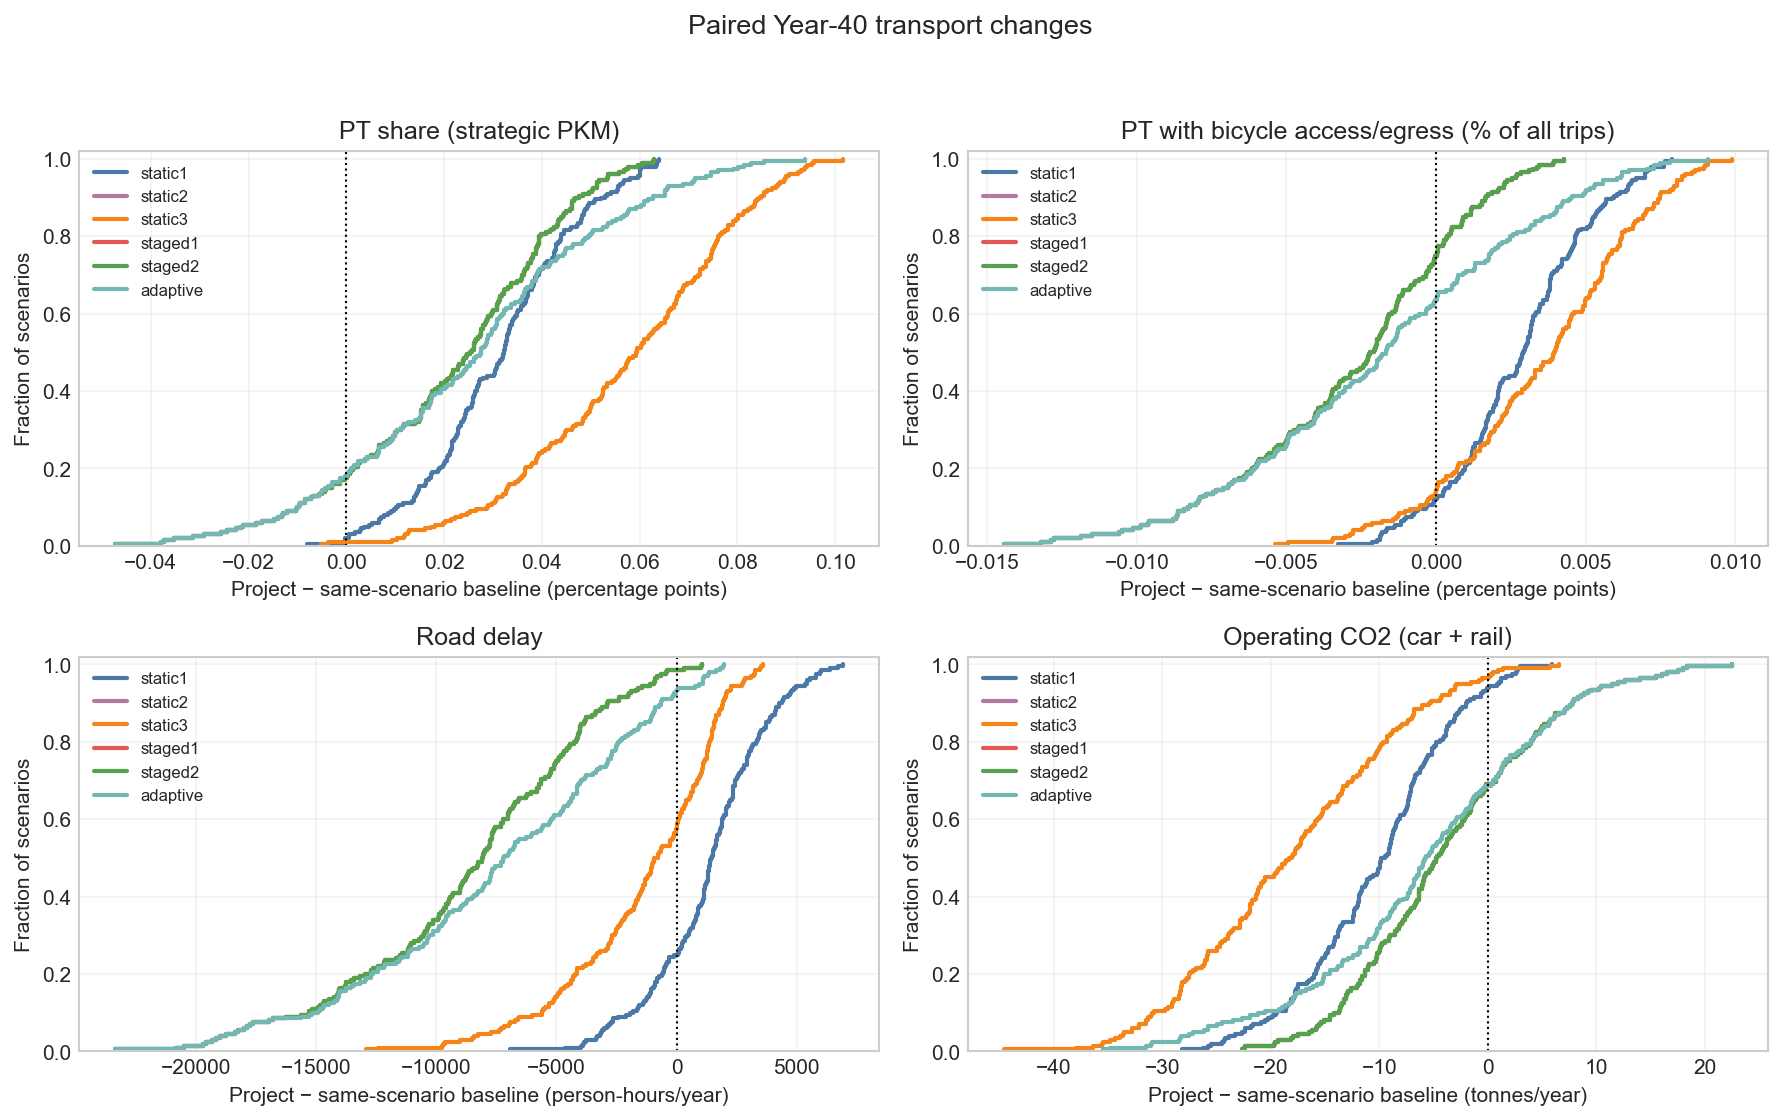 Paired Year-40 transport changes
PT share (strategic PKM)
1.0
0.8
0.6
0.4
0.2
0.0
Fraction of scenarios
static1
static2
static3
staged1
staged2
adaptive
−0.04
−0.02
0.00
0.02
0.04
0.06
0.08
0.10
Project − same-scenario baseline (percentage points)
PT with bicycle access/egress (% of all trips)
1.0
0.8
0.6
0.4
0.2
0.0
Fraction of scenarios
static1
static2
static3
staged1
staged2
adaptive
−0.015
−0.010
−0.005
0.000
0.005
0.010
Project − same-scenario baseline (percentage points)
Road delay
1.0
0.8
0.6
0.4
0.2
0.0
Fraction of scenarios
static1
static2
static3
staged1
staged2
adaptive
−20000
−15000
−10000
−5000
0
5000
Project − same-scenario baseline (person-hours/year)
Operating CO2 (car + rail)
1.0
0.8
0.6
0.4
0.2
0.0
Fraction of scenarios
static1
static2
static3
staged1
staged2
adaptive
−40
−30
−20
−10
0
10
20
Project − same-scenario baseline (tonnes/year)